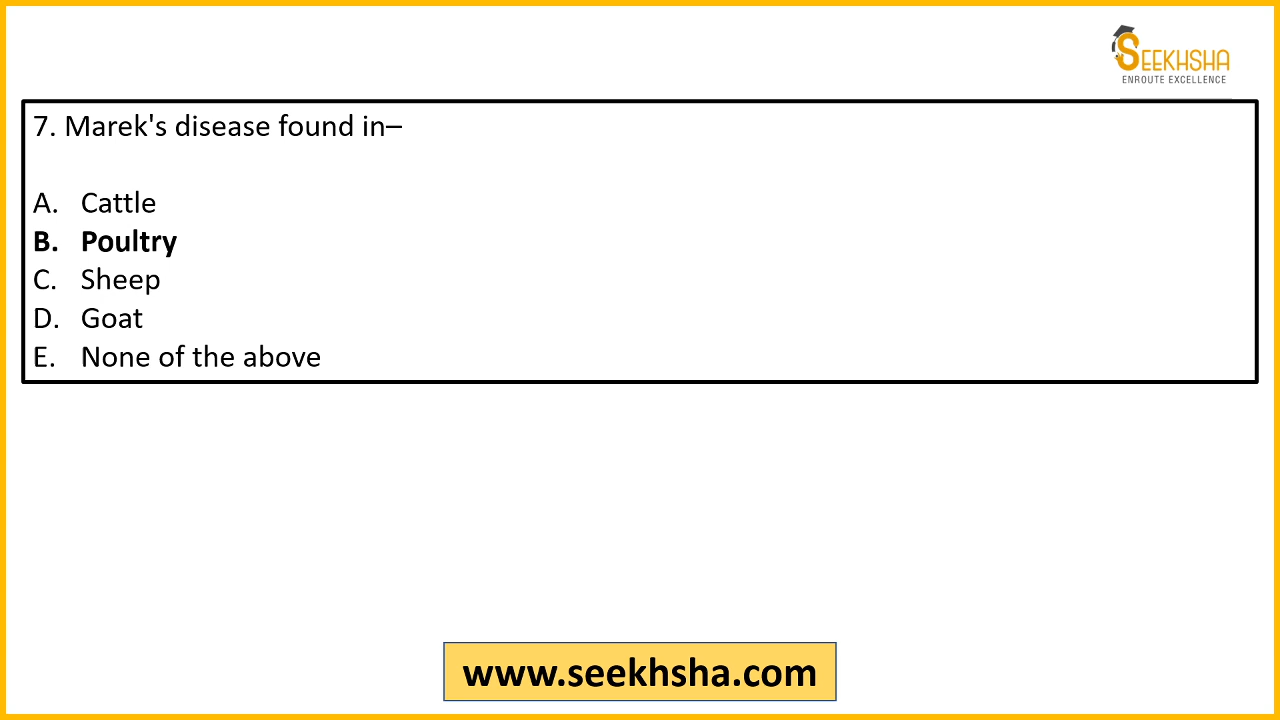 SEEKHSHA
ENROUTE EXCELLENCE
7. Marek's disease found in–
A. Cattle
B. Poultry
C. Sheep
D. Goat
E. None of the above
www.seekhsha.com